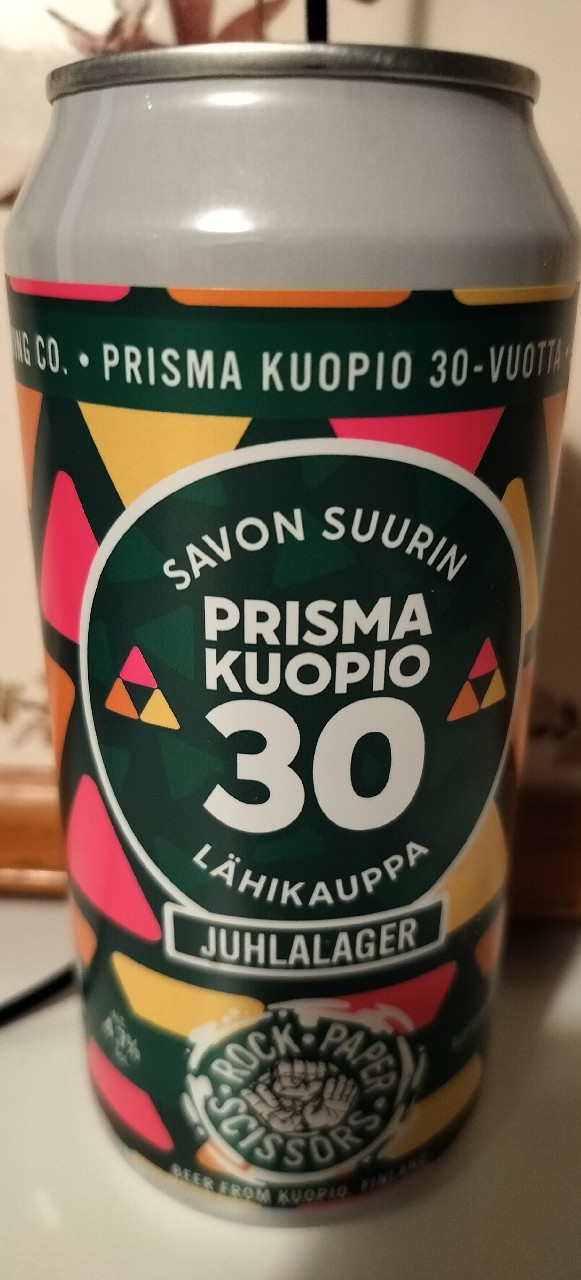 ING CO. • PRISMA KUOPIO 30-VUOTTA •
SAVON SUURIN
PRISMA
KUOPIO
30
LÄHIKAUPPA
JUHLALAGER
ROCK • PAPER
SCISSORS
BEER FROM KUOPIO, FINLAND